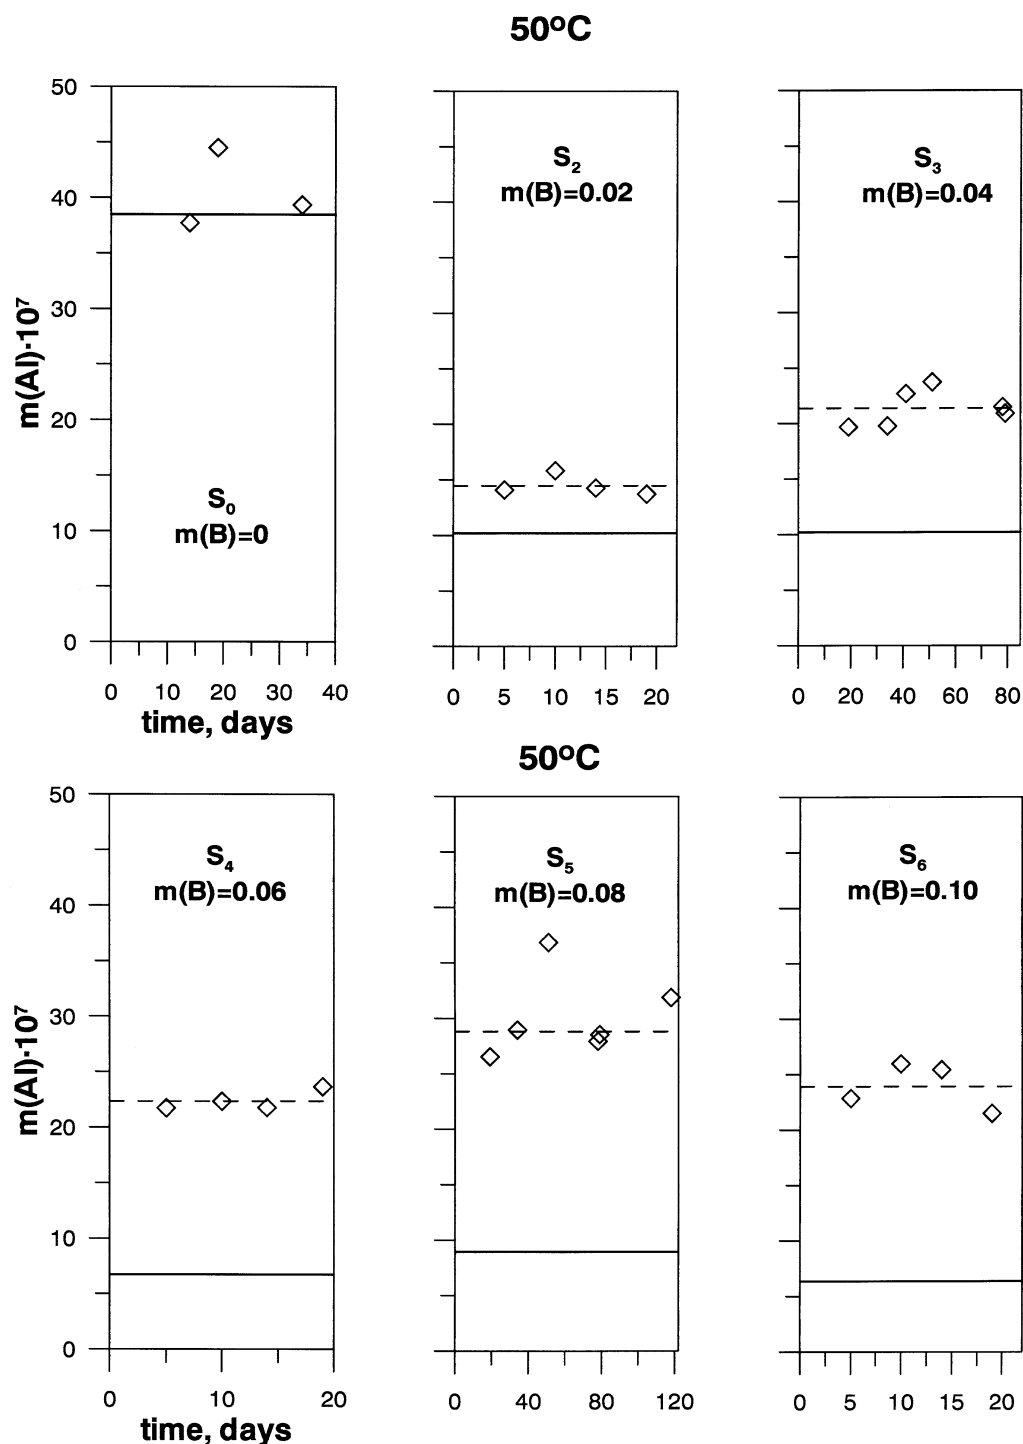 50°C
50
40
30
20
10
0
m(Al)·10⁷
S₀
m(B)=0
0 10 20 30 40
time, days
S₂
m(B)=0.02
0 5 10 15 20
S₃
m(B)=0.04
0 20 40 60 80
50°C
50
40
30
20
10
0
m(Al)·10⁷
S₄
m(B)=0.06
0 10 20
time, days
S₅
m(B)=0.08
0 40 80 120
S₆
m(B)=0.10
0 5 10 15 20